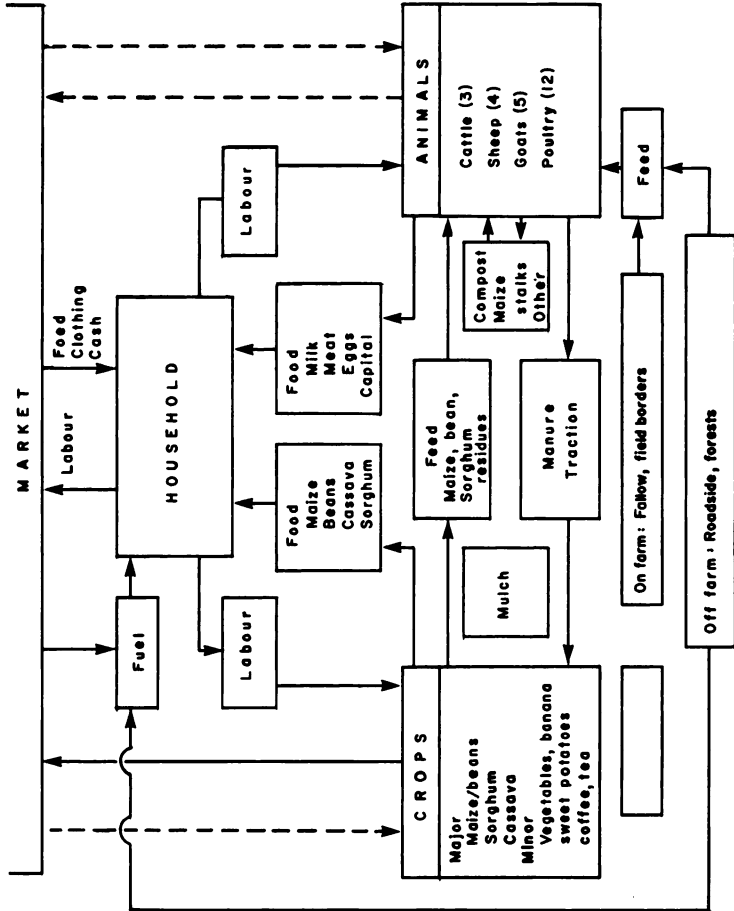 MARKET
Labour
Foed
Clothing
Cash
Fuel
HOUSEHOLD
Labour
Labour
Food
Maize
Beans
Cassava
Sorghum
Food
Milk
Meat
Eggs
Capital
CROPS
Major
Maize/beans
Sorghum
Cassava
Minor
Vegetables, banana
sweet potatoes
coffee, tea
Mulch
Feed
Maize, bean,
Sorghum
residues
Manure
Traction
Compost
Maize
stalks
Other
ANIMALS
Cattle (3)
Sheep (4)
Goats (5)
Poultry (12)
On farm: Fallow, field borders
Feed
Off farm: Roadside, forests